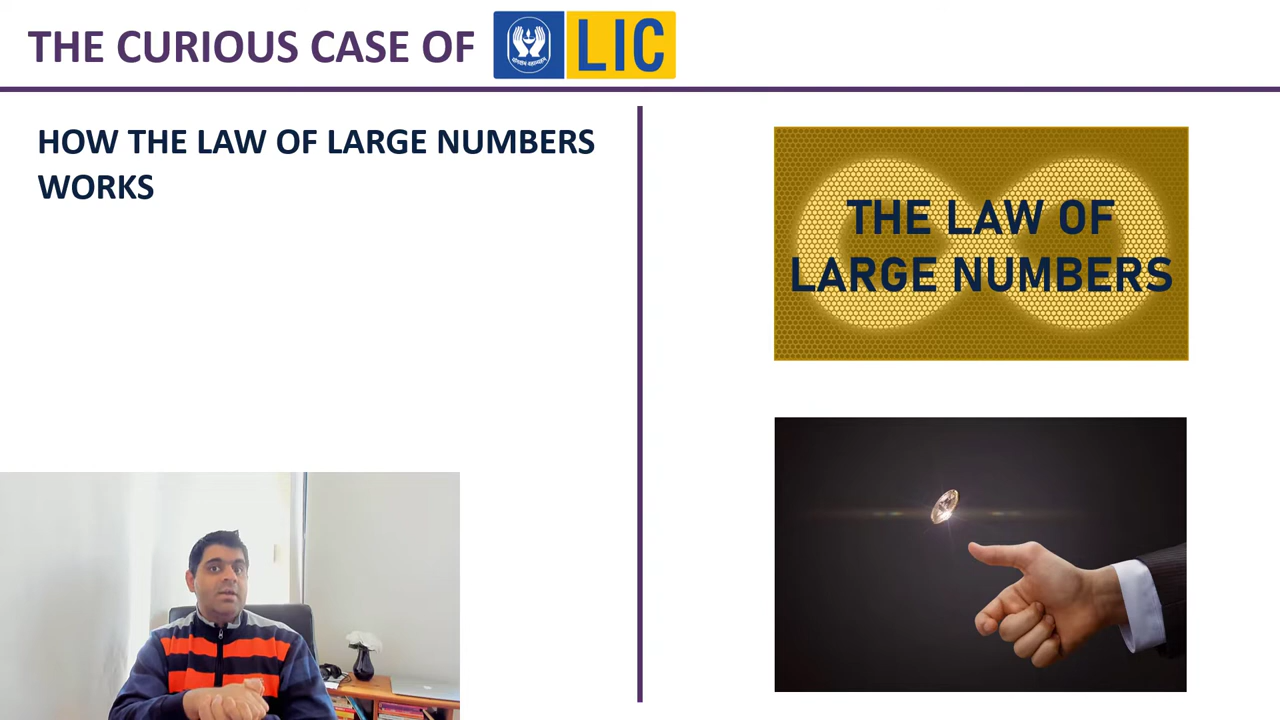 THE CURIOUS CASE OF LIC
HOW THE LAW OF LARGE NUMBERS
WORKS
THE LAW OF
LARGE NUMBERS